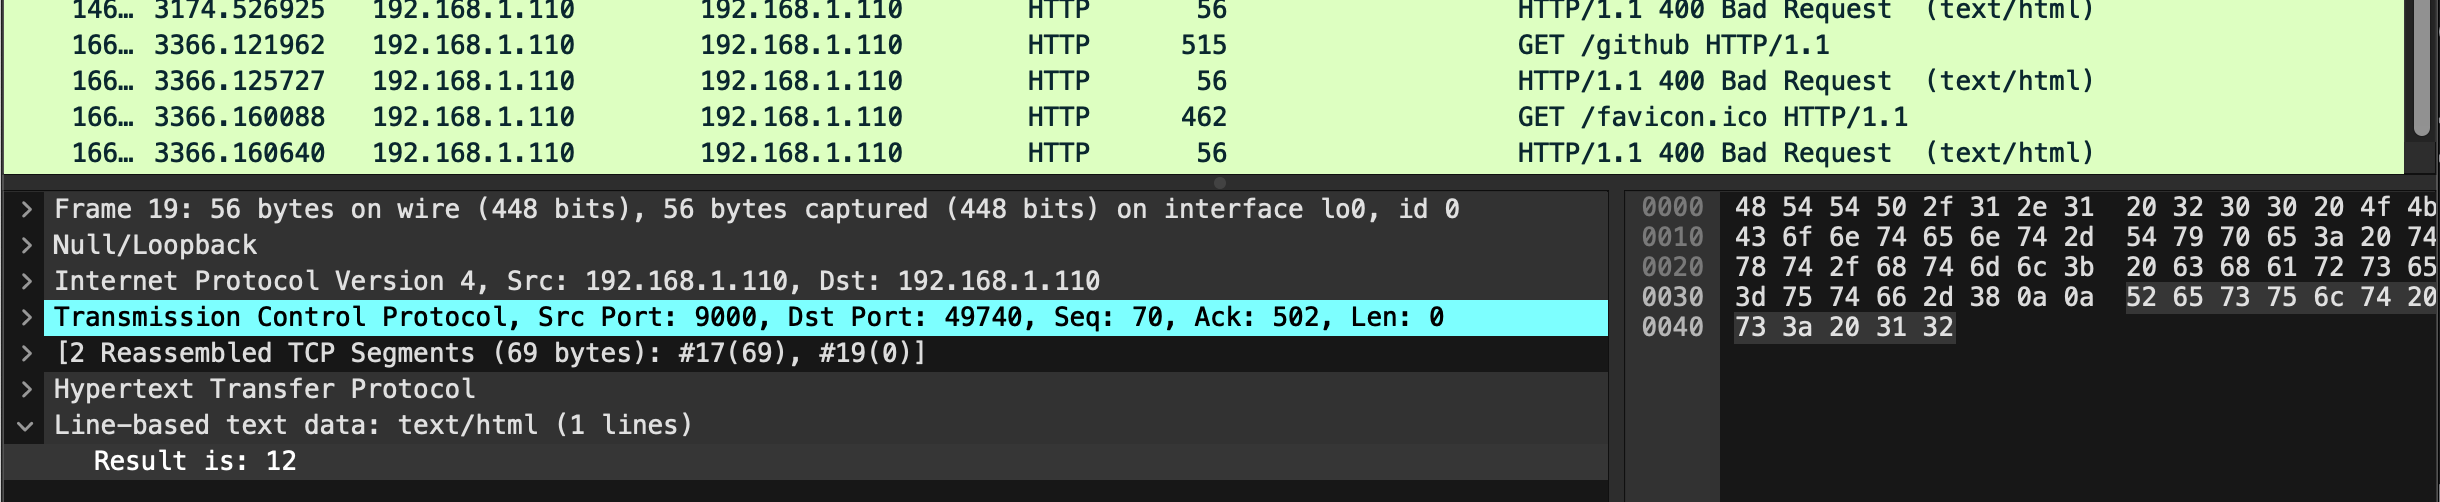 146… 3174.526925 192.168.1.110 192.168.1.110 HTTP 56 HTTP/1.1 400 Bad Request (text/html)
166… 3366.121962 192.168.1.110 192.168.1.110 HTTP 515 GET /github HTTP/1.1
166… 3366.125727 192.168.1.110 192.168.1.110 HTTP 56 HTTP/1.1 400 Bad Request (text/html)
166… 3366.160088 192.168.1.110 192.168.1.110 HTTP 462 GET /favicon.ico HTTP/1.1
166… 3366.160640 192.168.1.110 192.168.1.110 HTTP 56 HTTP/1.1 400 Bad Request (text/html)
Frame 19: 56 bytes on wire (448 bits), 56 bytes captured (448 bits) on interface lo0, id 0
Null/Loopback
Internet Protocol Version 4, Src: 192.168.1.110, Dst: 192.168.1.110
Transmission Control Protocol, Src Port: 9000, Dst Port: 49740, Seq: 70, Ack: 502, Len: 0
[2 Reassembled TCP Segments (69 bytes): #17(69), #19(0)]
Hypertext Transfer Protocol
Line-based text data: text/html (1 lines)
Result is: 12
0000 48 54 54 50 2f 31 2e 31 20 32 30 30 20 4f 4b
0010 43 6f 6e 74 65 6e 74 2d 54 79 70 65 3a 20 74
0020 78 74 2f 68 74 6d 6c 3b 20 63 68 61 72 73 65
0030 3d 75 74 66 2d 38 0a 0a 52 65 73 75 6c 74 20
0040 73 3a 20 31 32